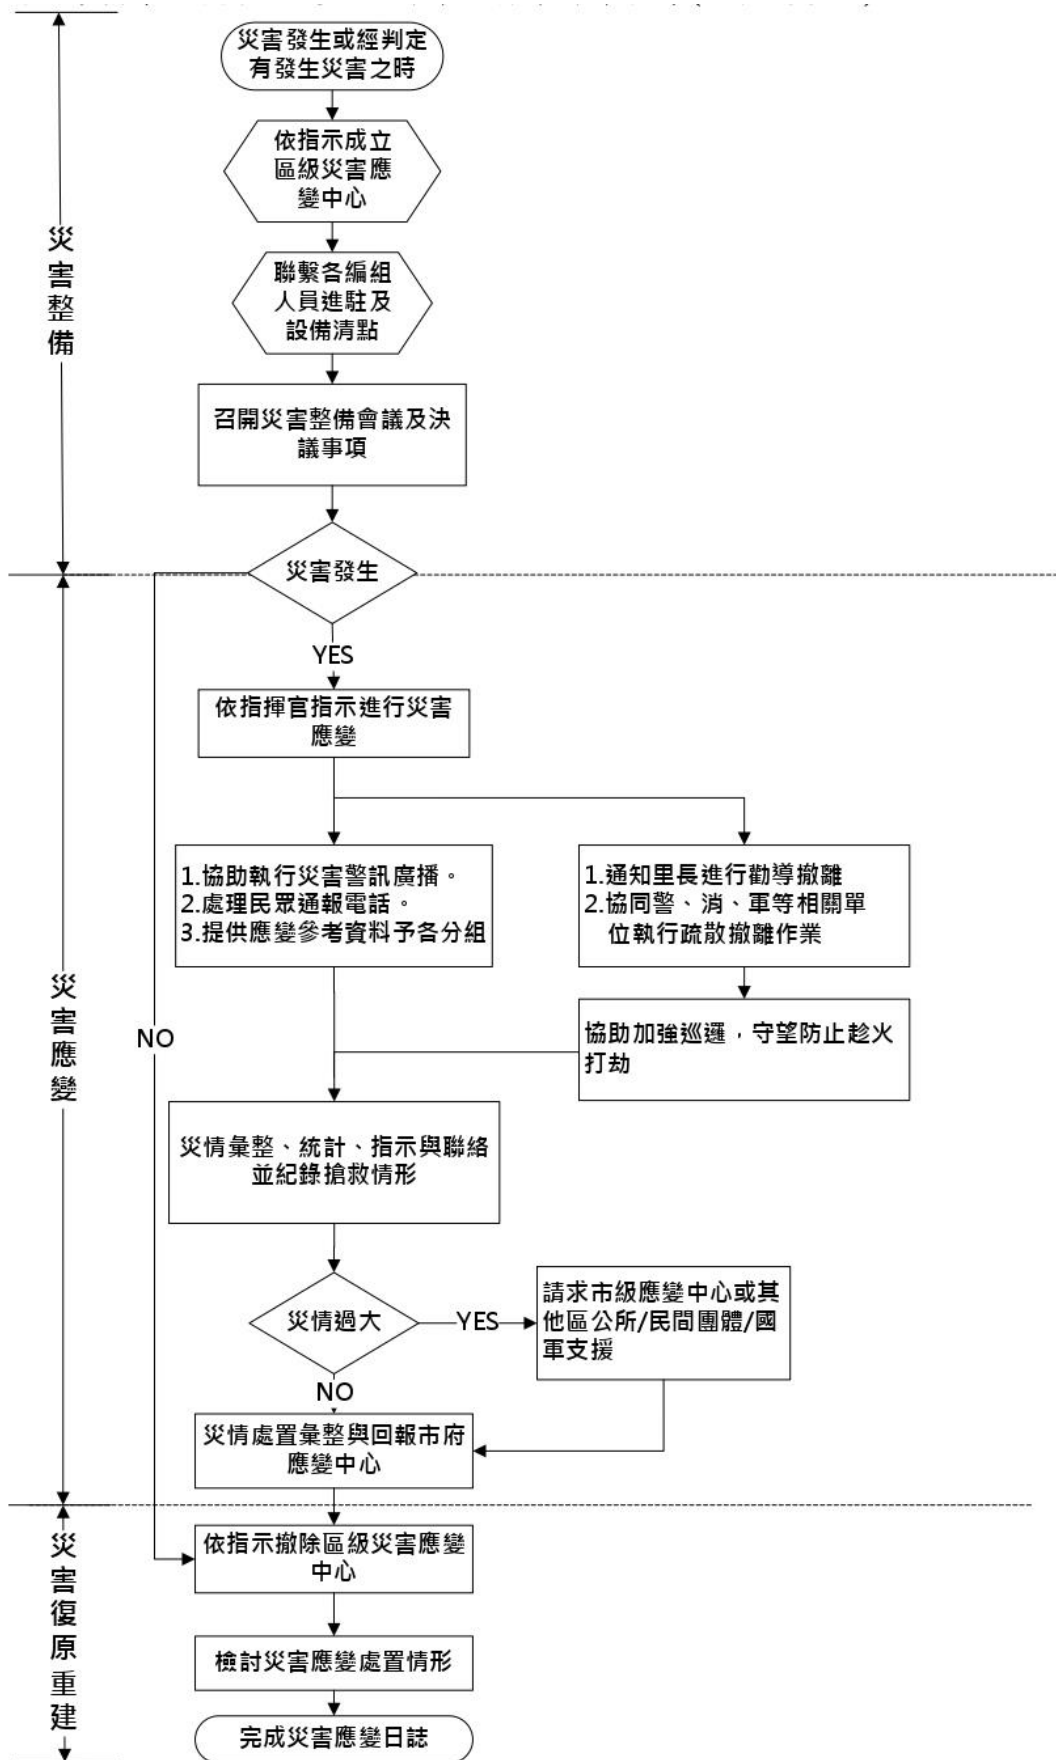 災害發生或經判定
有發生災害之時
依指示成立
區級災害應
變中心
聯繫各編組
人員進駐及
設備清點
召開災害整備會議及決
議事項
災害整備
災害發生
YES
依指揮官指示進行災害
應變
1.協助執行災害警訊廣播。
2.處理民眾通報電話。
3.提供應變參考資料予各分組
1.通知里長進行勸導撤離
2.協同警、消、軍等相關單
位執行疏散撤離作業
協助加強巡邏，守望防止趁火
打劫
災害應變
NO
災情彙整、統計、指示與聯絡
並紀錄搶救情形
災情過大
YES
請求市級應變中心或其
他區公所/民間團體/國
軍支援
NO
災情處置彙整與回報市府
應變中心
依指示撤除區級災害應變
中心
災害復原重建
檢討災害應變處置情形
完成災害應變日誌